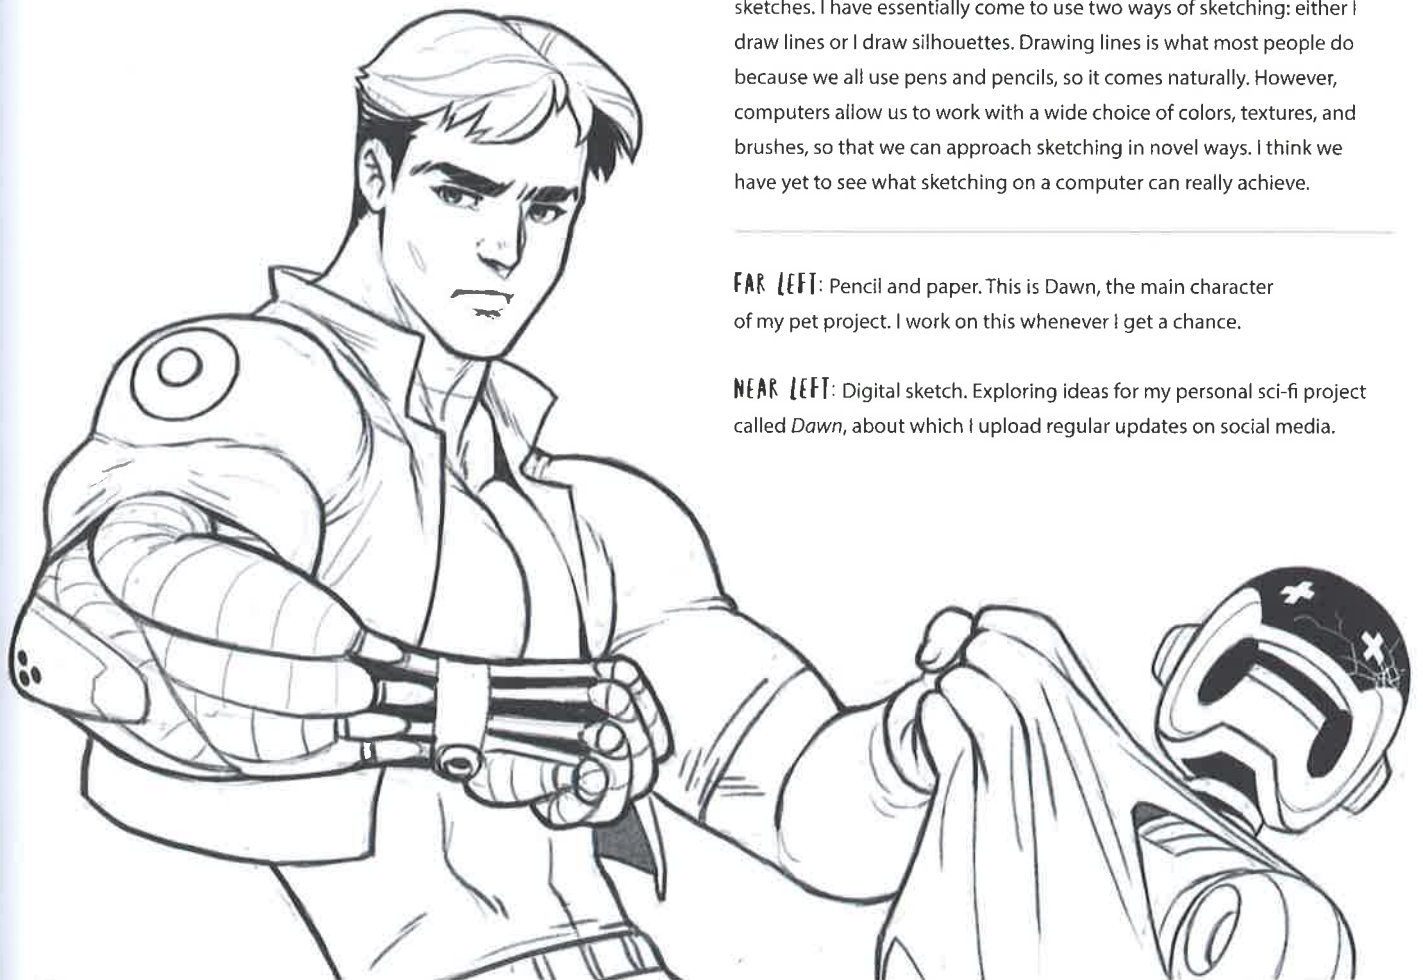 sketches. I have essentially come to use two ways of sketching: either I
draw lines or I draw silhouettes. Drawing lines is what most people do
because we all use pens and pencils, so it comes naturally. However,
computers allow us to work with a wide choice of colors, textures, and
brushes, so that we can approach sketching in novel ways. I think we
have yet to see what sketching on a computer can really achieve.
FAR LEFT: Pencil and paper. This is Dawn, the main character
of my pet project. I work on this whenever I get a chance.
NEAR LEFT: Digital sketch. Exploring ideas for my personal sci-fi project
called Dawn, about which I upload regular updates on social media.